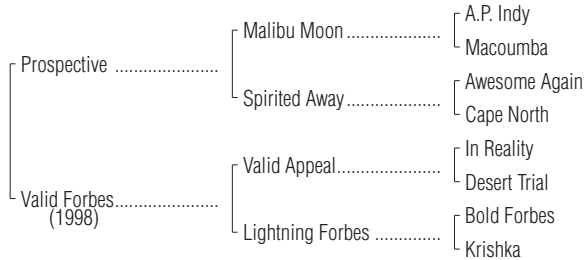 A.P. Indy
Malibu Moon ....................
Macoumba
Prospective ......................
Awesome Again
Spirited Away ....................
Cape North
In Reality
Valid Appeal ......................
Desert Trial
Valid Forbes ......................
(1998)
Bold Forbes
Lightning Forbes ...............
Krishka